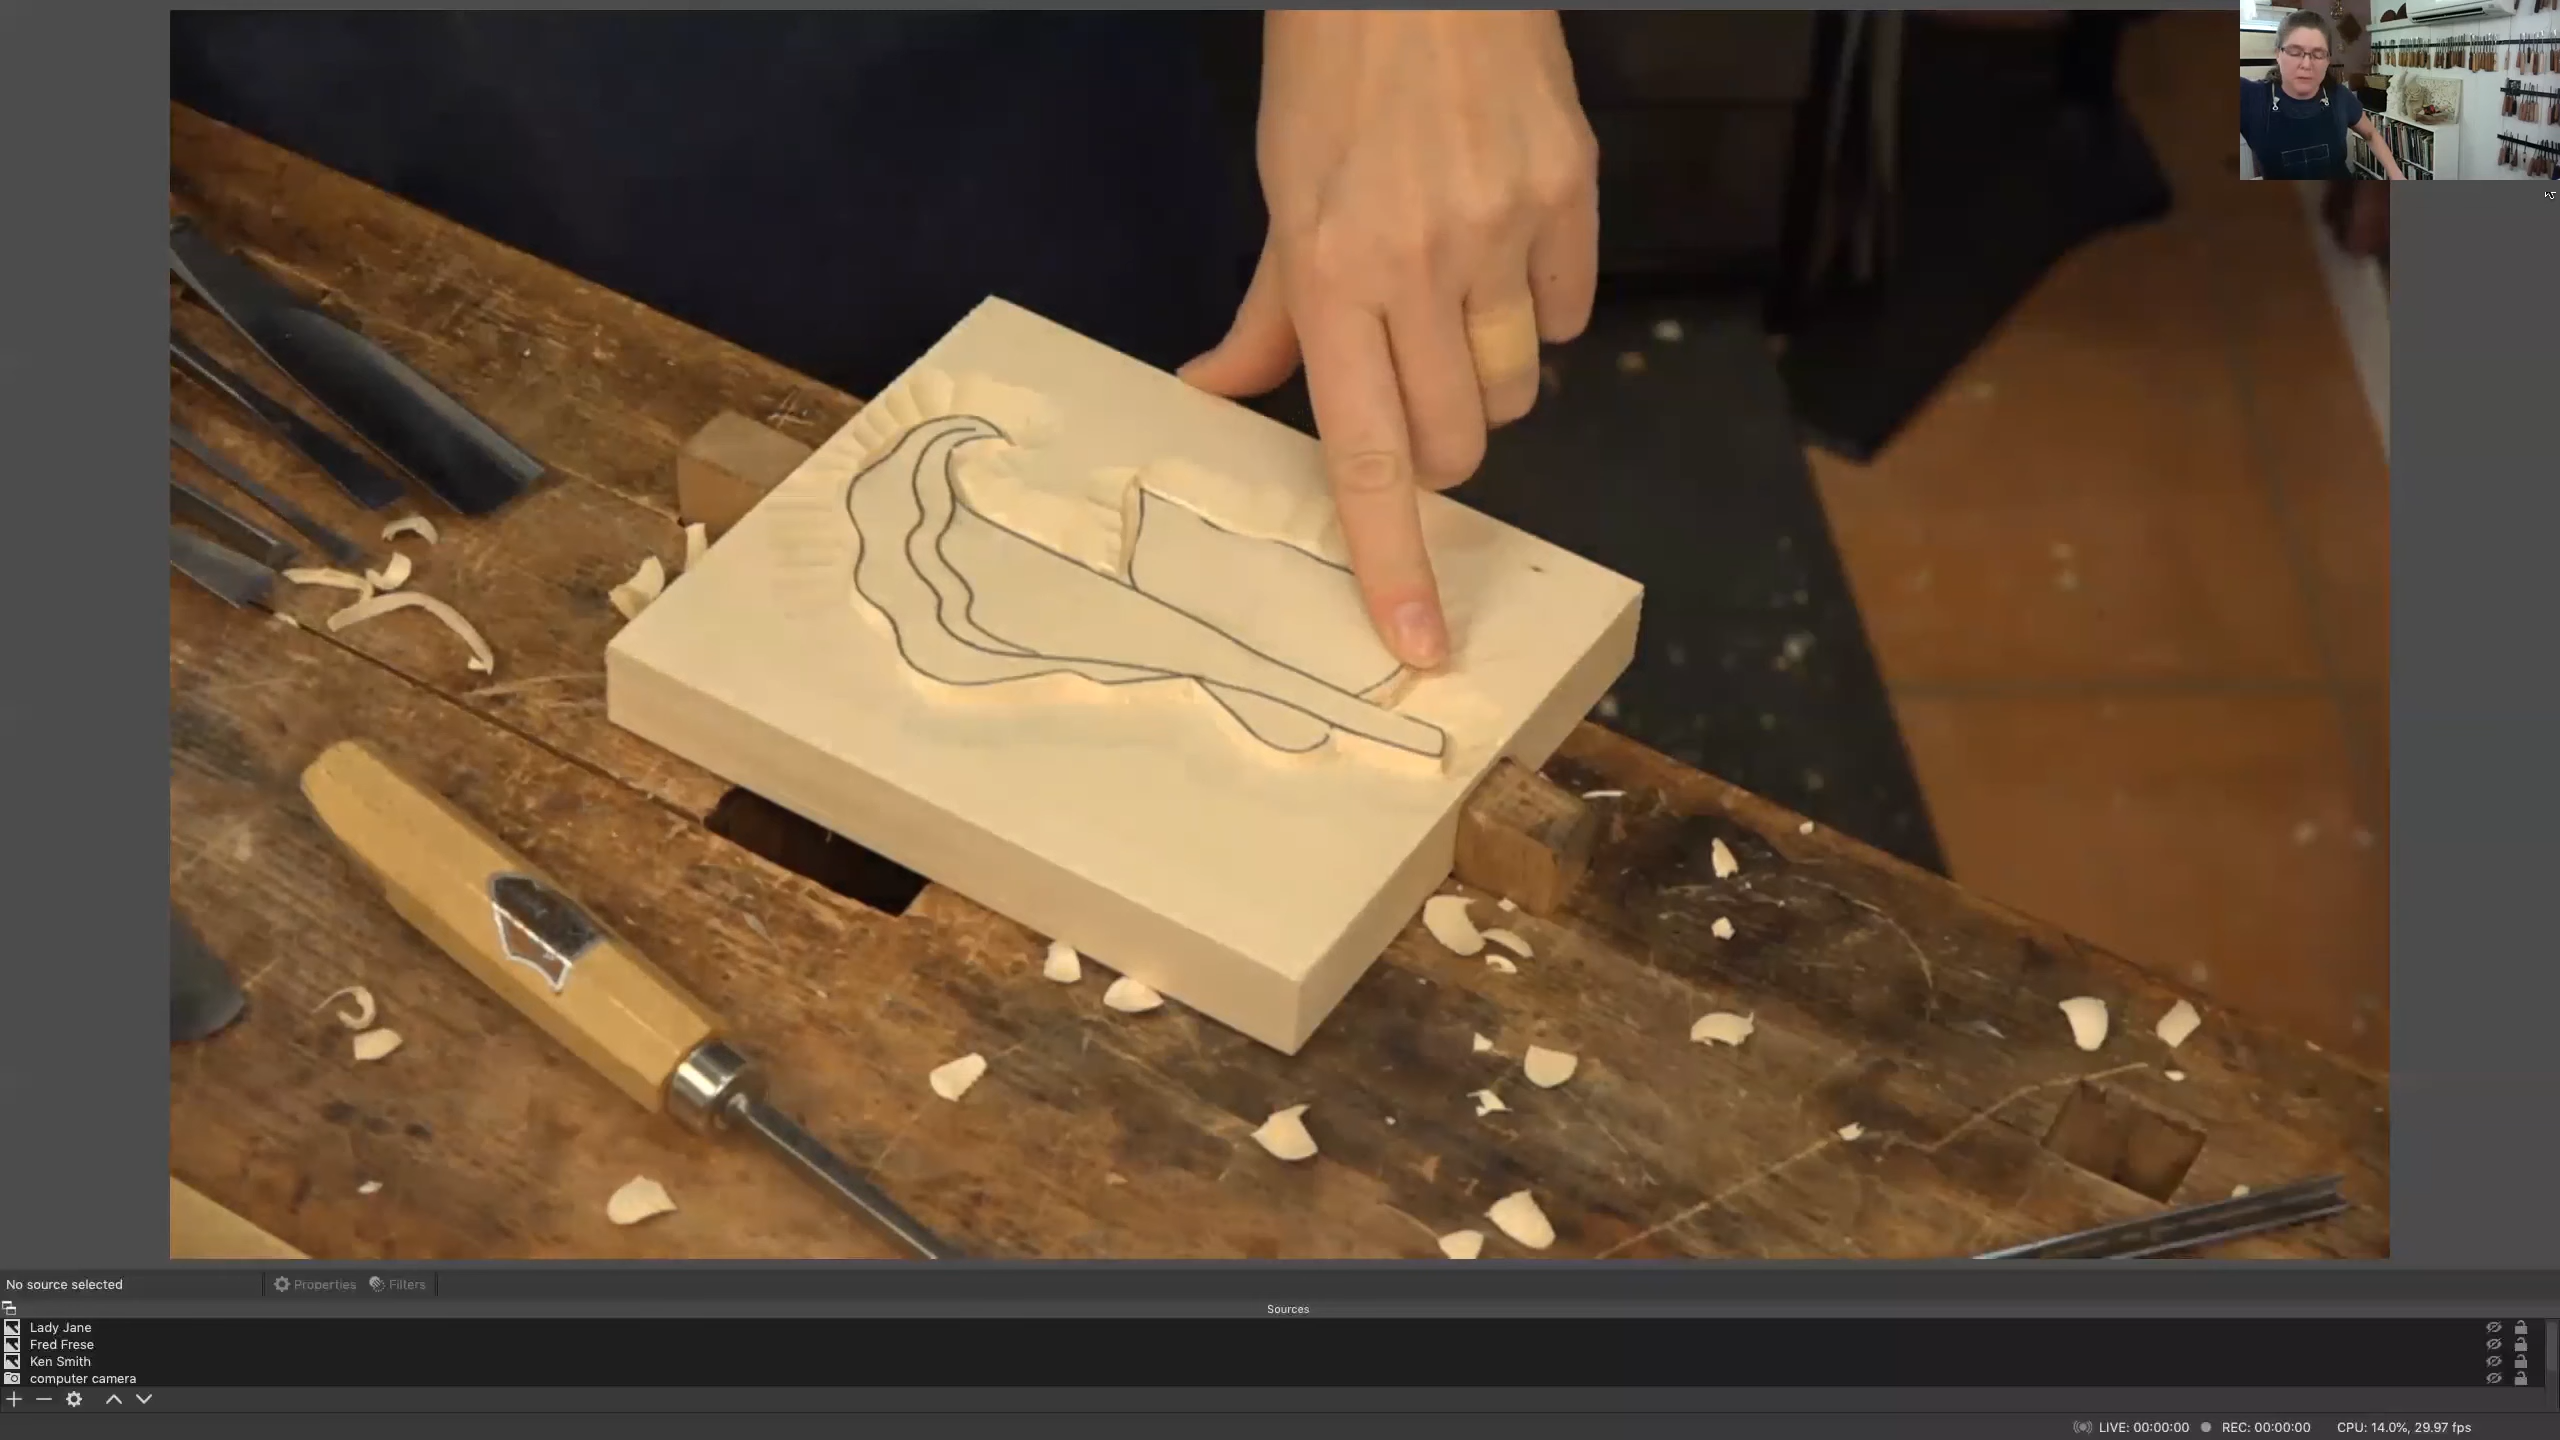 No source selected
Properties
Filters
Sources
Lady Jane
Fred Frese
Ken Smith
computer camera
LIVE: 00:00:00
REC: 00:00:00
CPU: 14.0%, 29.97 fps